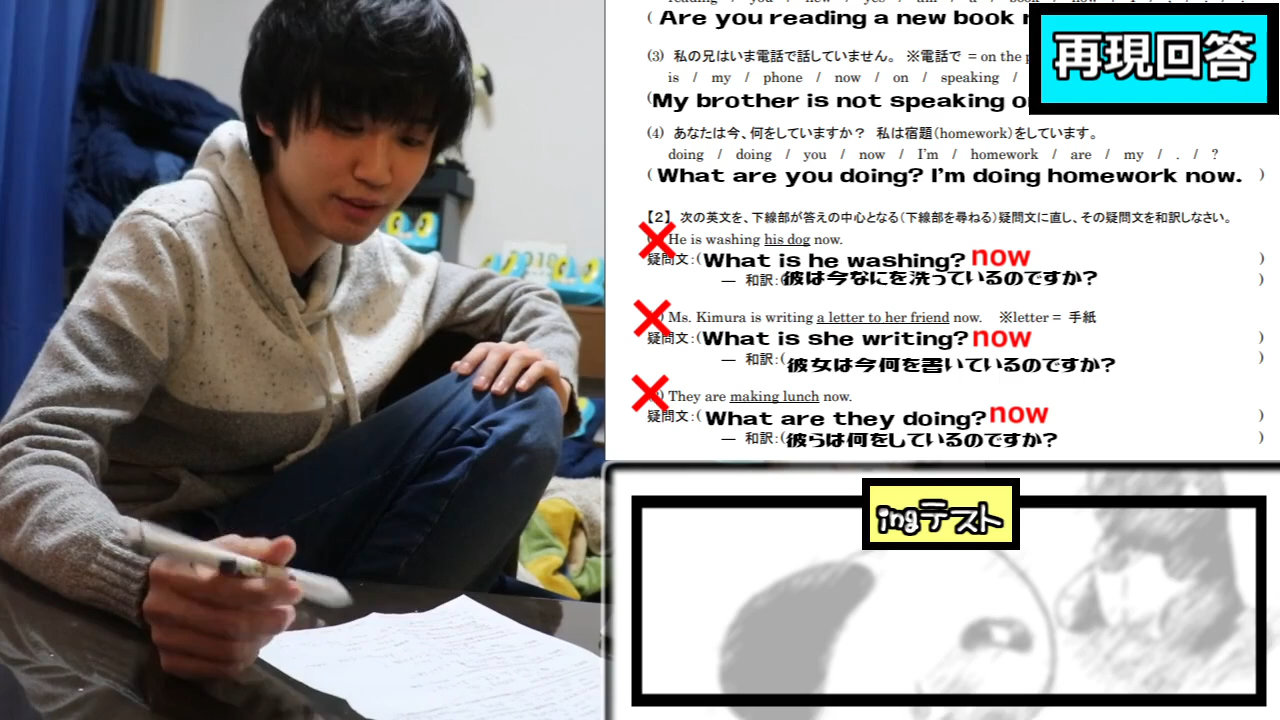 再現回答
( Are you reading a new book
(3) 私の兄はいま電話で話していません。 ※電話で = on the
is / my / phone / now / on / speaking /
(My brother is not speaking
(4) あなたは今、何をしていますか？ 私は宿題(homework)をしています。
doing / doing / you / now / I'm / homework / are / my / . / ?
( What are you doing? I'm doing homework now. )
【2】 次の英文を、下線部が答えの中心となる(下線部を尋ねる)疑問文に直し、その疑問文を和訳しなさい。
He is washing his dog now.
疑問文:( What is he washing? now )
― 和訳:( 彼は今なにを洗っているのですか? )
Ms. Kimura is writing a letter to her friend now. ※letter = 手紙
疑問文:( What is she writing? now )
― 和訳:( 彼女は今何を書いているのですか? )
They are making lunch now.
疑問文:( What are they doing? now )
― 和訳:( 彼らは何をしているのですか? )
ingテスト